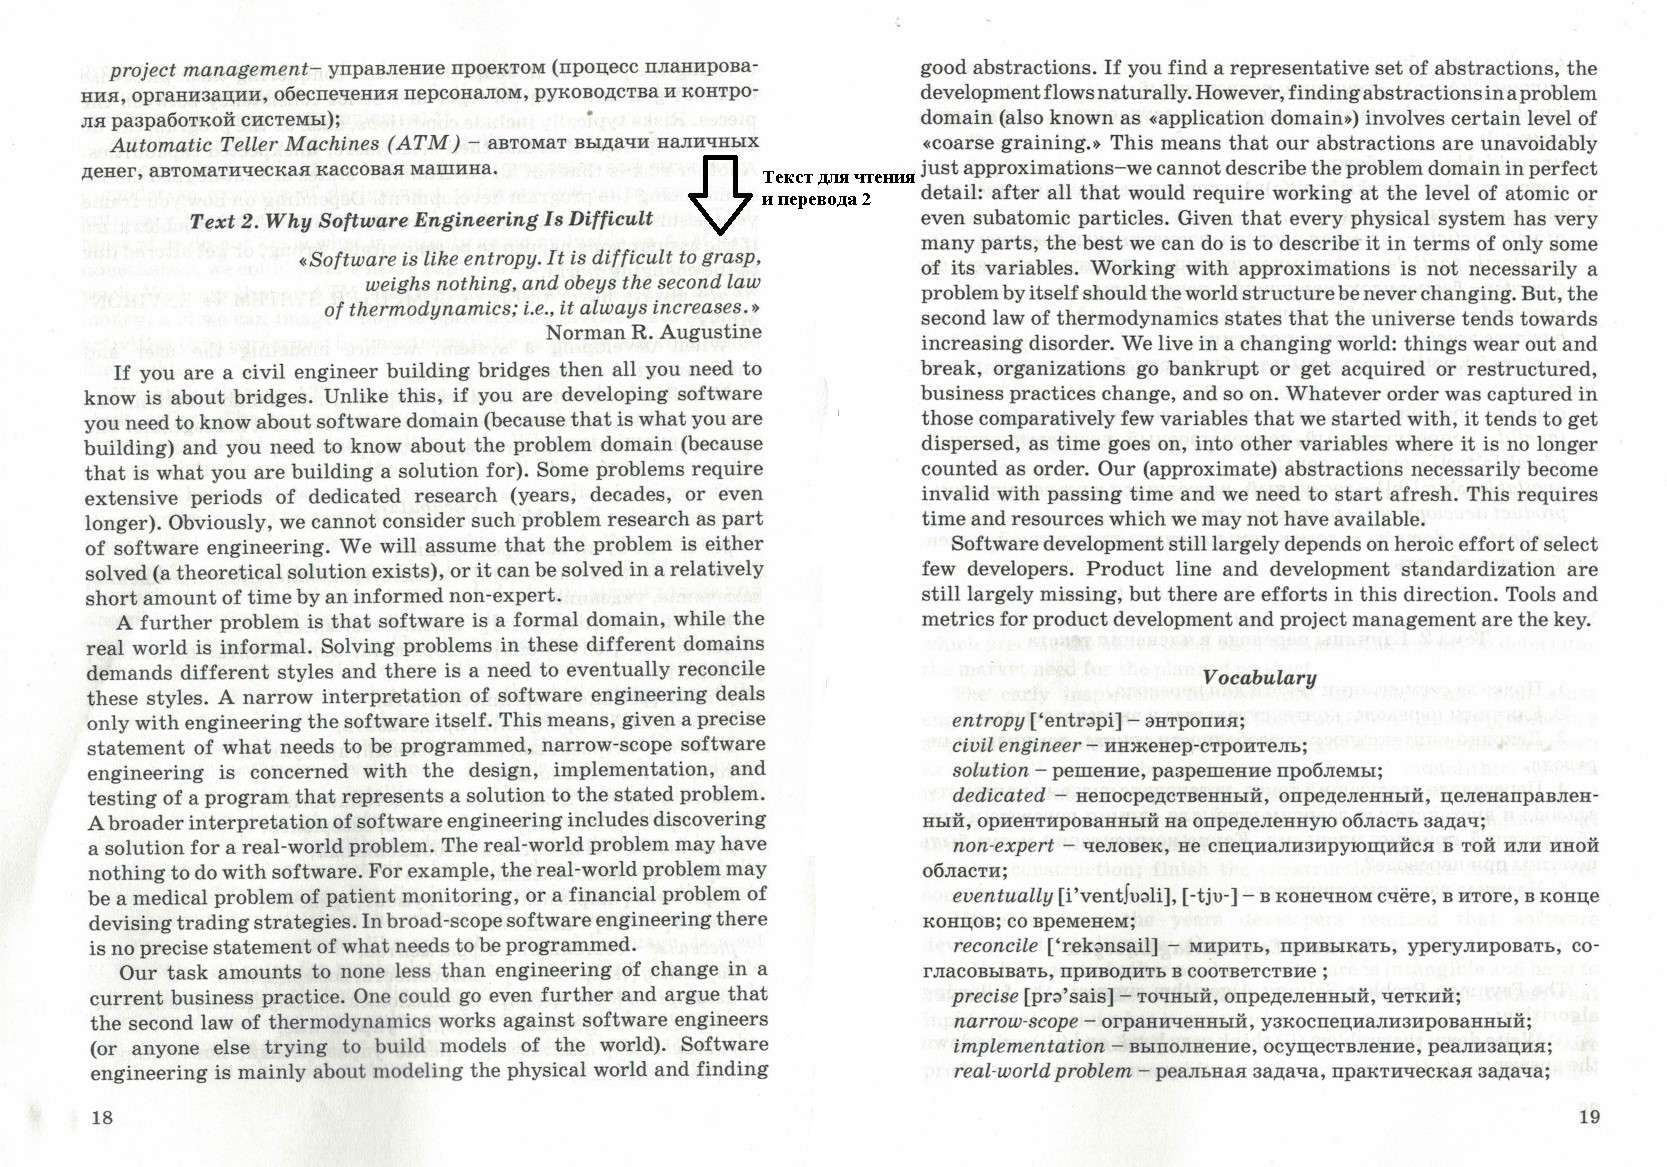 project management– управление проектом (процесс планирова-
ния, организации, обеспечения персоналом, руководства и контро-
ля разработкой системы);
Automatic Teller Machines (ATM) – автомат выдачи наличных
денег, автоматическая кассовая машина.
Текст для чтения
и перевода 2
Text 2. Why Software Engineering Is Difficult
«Software is like entropy. It is difficult to grasp,
weighs nothing, and obeys the second law
of thermodynamics; i.e., it always increases.»
Norman R. Augustine
If you are a civil engineer building bridges then all you need to
know is about bridges. Unlike this, if you are developing software
you need to know about software domain (because that is what you are
building) and you need to know about the problem domain (because
that is what you are building a solution for). Some problems require
extensive periods of dedicated research (years, decades, or even
longer). Obviously, we cannot consider such problem research as part
of software engineering. We will assume that the problem is either
solved (a theoretical solution exists), or it can be solved in a relatively
short amount of time by an informed non-expert.
A further problem is that software is a formal domain, while the
real world is informal. Solving problems in these different domains
demands different styles and there is a need to eventually reconcile
these styles. A narrow interpretation of software engineering deals
only with engineering the software itself. This means, given a precise
statement of what needs to be programmed, narrow-scope software
engineering is concerned with the design, implementation, and
testing of a program that represents a solution to the stated problem.
A broader interpretation of software engineering includes discovering
a solution for a real-world problem. The real-world problem may have
nothing to do with software. For example, the real-world problem may
be a medical problem of patient monitoring, or a financial problem of
devising trading strategies. In broad-scope software engineering there
is no precise statement of what needs to be programmed.
Our task amounts to none less than engineering of change in a
current business practice. One could go even further and argue that
the second law of thermodynamics works against software engineers
(or anyone else trying to build models of the world). Software
engineering is mainly about modeling the physical world and finding
18
good abstractions. If you find a representative set of abstractions, the
development flows naturally. However, finding abstractions in a problem
domain (also known as «application domain») involves certain level of
«coarse graining.» This means that our abstractions are unavoidably
just approximations–we cannot describe the problem domain in perfect
detail: after all that would require working at the level of atomic or
even subatomic particles. Given that every physical system has very
many parts, the best we can do is to describe it in terms of only some
of its variables. Working with approximations is not necessarily a
problem by itself should the world structure be never changing. But, the
second law of thermodynamics states that the universe tends towards
increasing disorder. We live in a changing world: things wear out and
break, organizations go bankrupt or get acquired or restructured,
business practices change, and so on. Whatever order was captured in
those comparatively few variables that we started with, it tends to get
dispersed, as time goes on, into other variables where it is no longer
counted as order. Our (approximate) abstractions necessarily become
invalid with passing time and we need to start afresh. This requires
time and resources which we may not have available.
Software development still largely depends on heroic effort of select
few developers. Product line and development standardization are
still largely missing, but there are efforts in this direction. Tools and
metrics for product development and project management are the key.
Vocabulary
entropy [‘entrəpi] – энтропия;
civil engineer – инженер-строитель;
solution – решение, разрешение проблемы;
dedicated – непосредственный, определенный, целенаправлен-
ный, ориентированный на определенную область задач;
non-expert – человек, не специализирующийся в той или иной
области;
eventually [i’ventʃʋəli], [-tjʋ-] – в конечном счёте, в итоге, в конце
концов; со временем;
reconcile [‘rekənsail] – мирить, привыкать, урегулировать, со-
гласовывать, приводить в соответствие ;
precise [prə’sais] – точный, определенный, четкий;
narrow-scope – ограниченный, узкоспециализированный;
implementation – выполнение, осуществление, реализация;
real-world problem – реальная задача, практическая задача;
19